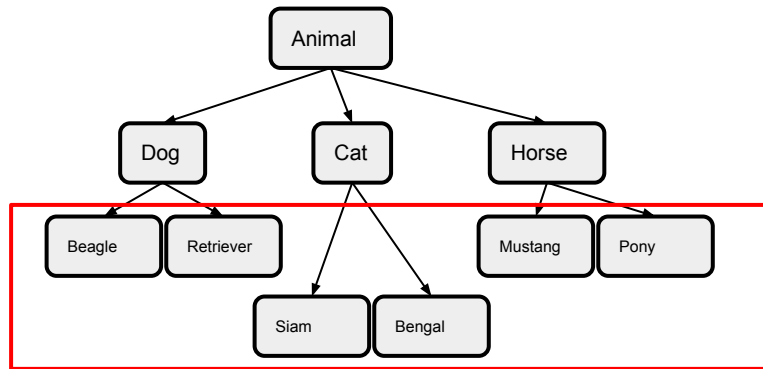 Animal
Dog
Cat
Horse
Beagle
Retriever
Mustang
Pony
Siam
Bengal